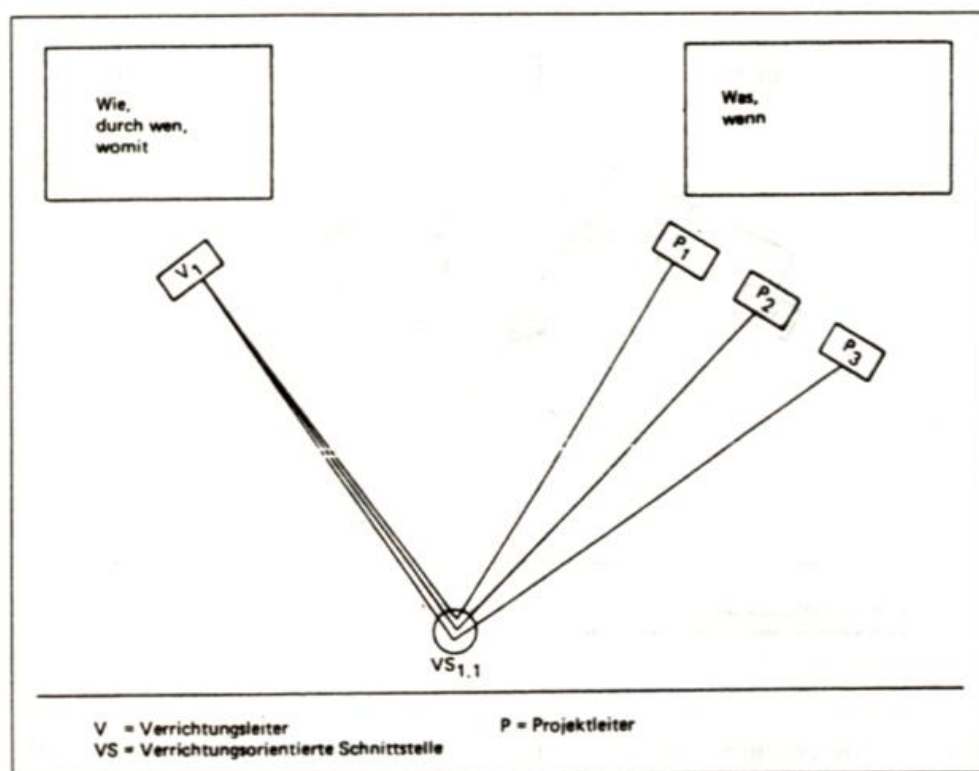 Wie,
durch wen,
womit
Was,
wenn
V₁
P₁
P₂
P₃
VS₁.₁
V = Verrichtungsleiter
P = Projektleiter
VS = Verrichtungsorientierte Schnittstelle